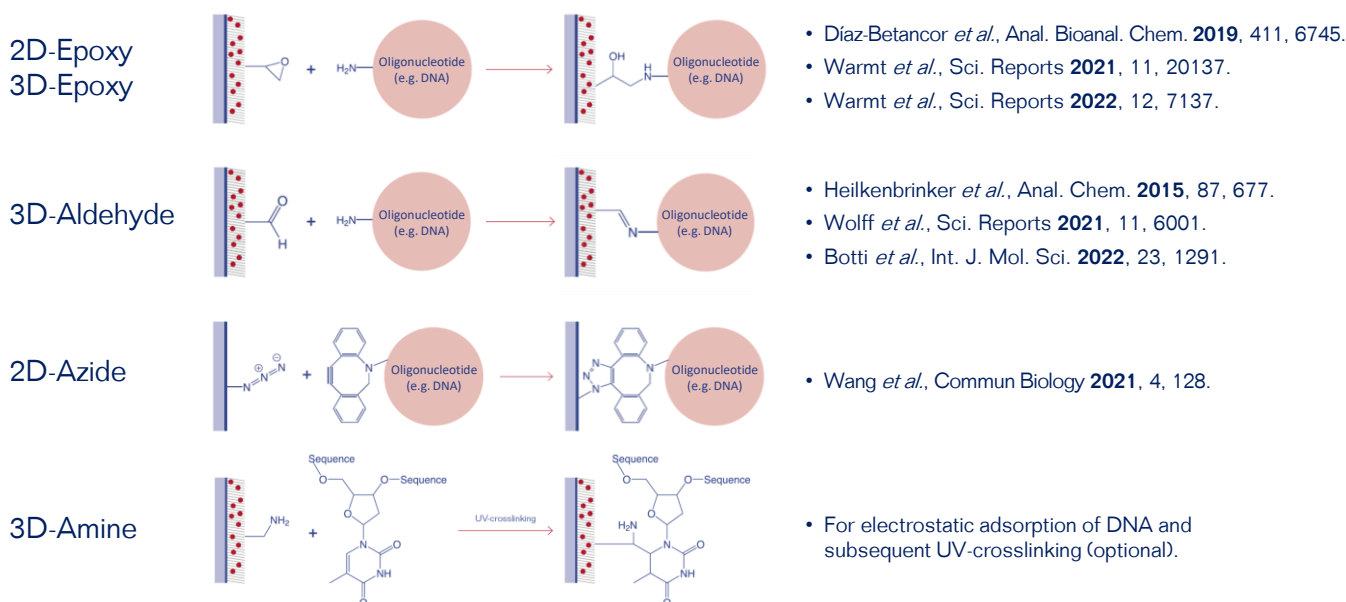 2D-Epoxy
3D-Epoxy
O
+
H₂N
Oligonucleotide
(e.g. DNA)
OH
H
N
Oligonucleotide
(e.g. DNA)
• Díaz-Betancor et al., Anal. Bioanal. Chem. 2019, 411, 6745.
• Warmt et al., Sci. Reports 2021, 11, 20137.
• Warmt et al., Sci. Reports 2022, 12, 7137.
3D-Aldehyde
O
H
+
H₂N
Oligonucleotide
(e.g. DNA)
N
Oligonucleotide
(e.g. DNA)
• Heilkenbrinker et al., Anal. Chem. 2015, 87, 677.
• Wolff et al., Sci. Reports 2021, 11, 6001.
• Botti et al., Int. J. Mol. Sci. 2022, 23, 1291.
2D-Azide
N=N=N
⊕ ⊖
+
N
Oligonucleotide
(e.g. DNA)
N
N
N
N
Oligonucleotide
(e.g. DNA)
• Wang et al., Commun Biology 2021, 4, 128.
3D-Amine
NH₂
+
Sequence
O
O—Sequence
O
N
O
NH
O
UV-crosslinking
Sequence
O
O—Sequence
O
H₂N
N
O
NH
O
• For electrostatic adsorption of DNA and
subsequent UV-crosslinking (optional).